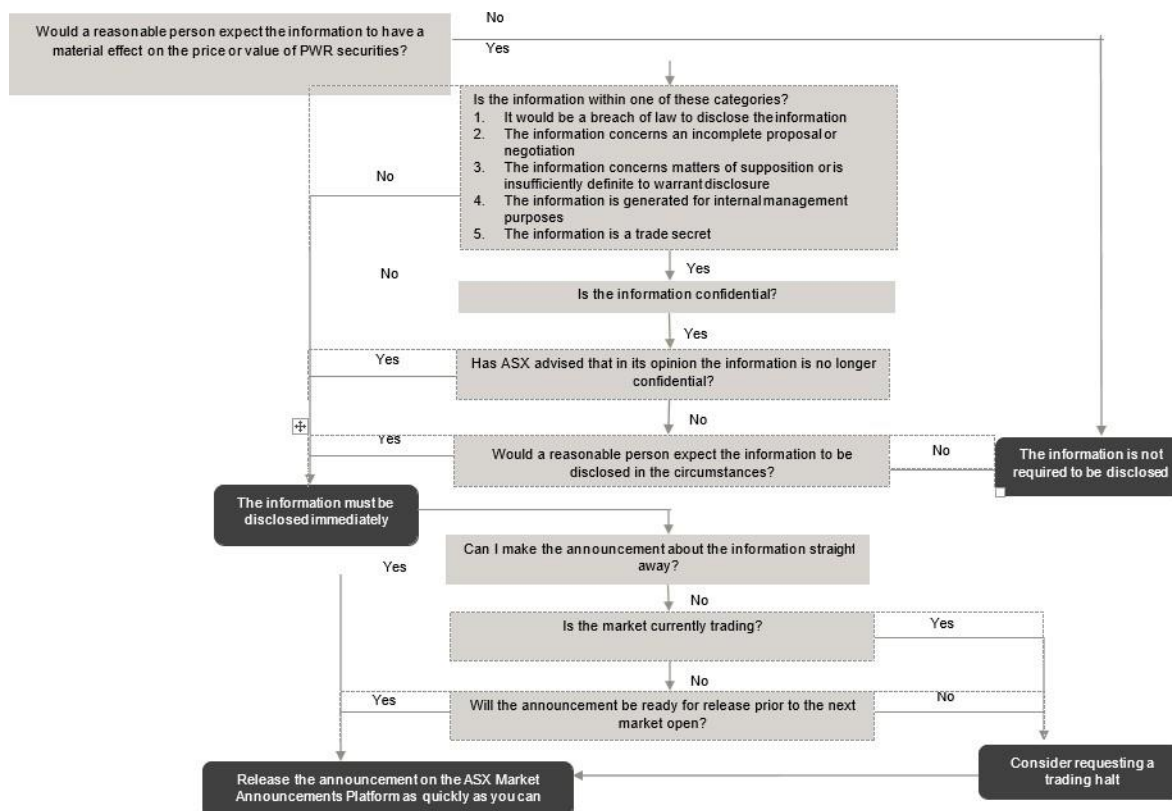 No
Would a reasonable person expect the information to have a
material effect on the price or value of PWR securities?
Yes
Is the information within one of these categories?
1. It would be a breach of law to disclose the information
2. The information concerns an incomplete proposal or
negotiation
3. The information concerns matters of supposition or is
insufficiently definite to warrant disclosure
4. The information is generated for internal management
purposes
5. The information is a trade secret
No
Yes
No
Is the information confidential?
Yes
Yes
Has ASX advised that in its opinion the information is no longer
confidential?
No
Yes
Would a reasonable person expect the information to be
disclosed in the circumstances?
No
The information is not
required to be disclosed
The information must be
disclosed immediately
Can I make the announcement about the information straight
away?
Yes
No
Is the market currently trading?
Yes
No
Yes
Will the announcement be ready for release prior to the next
market open?
No
Release the announcement on the ASX Market
Announcements Platform as quickly as you can
Consider requesting a
trading halt